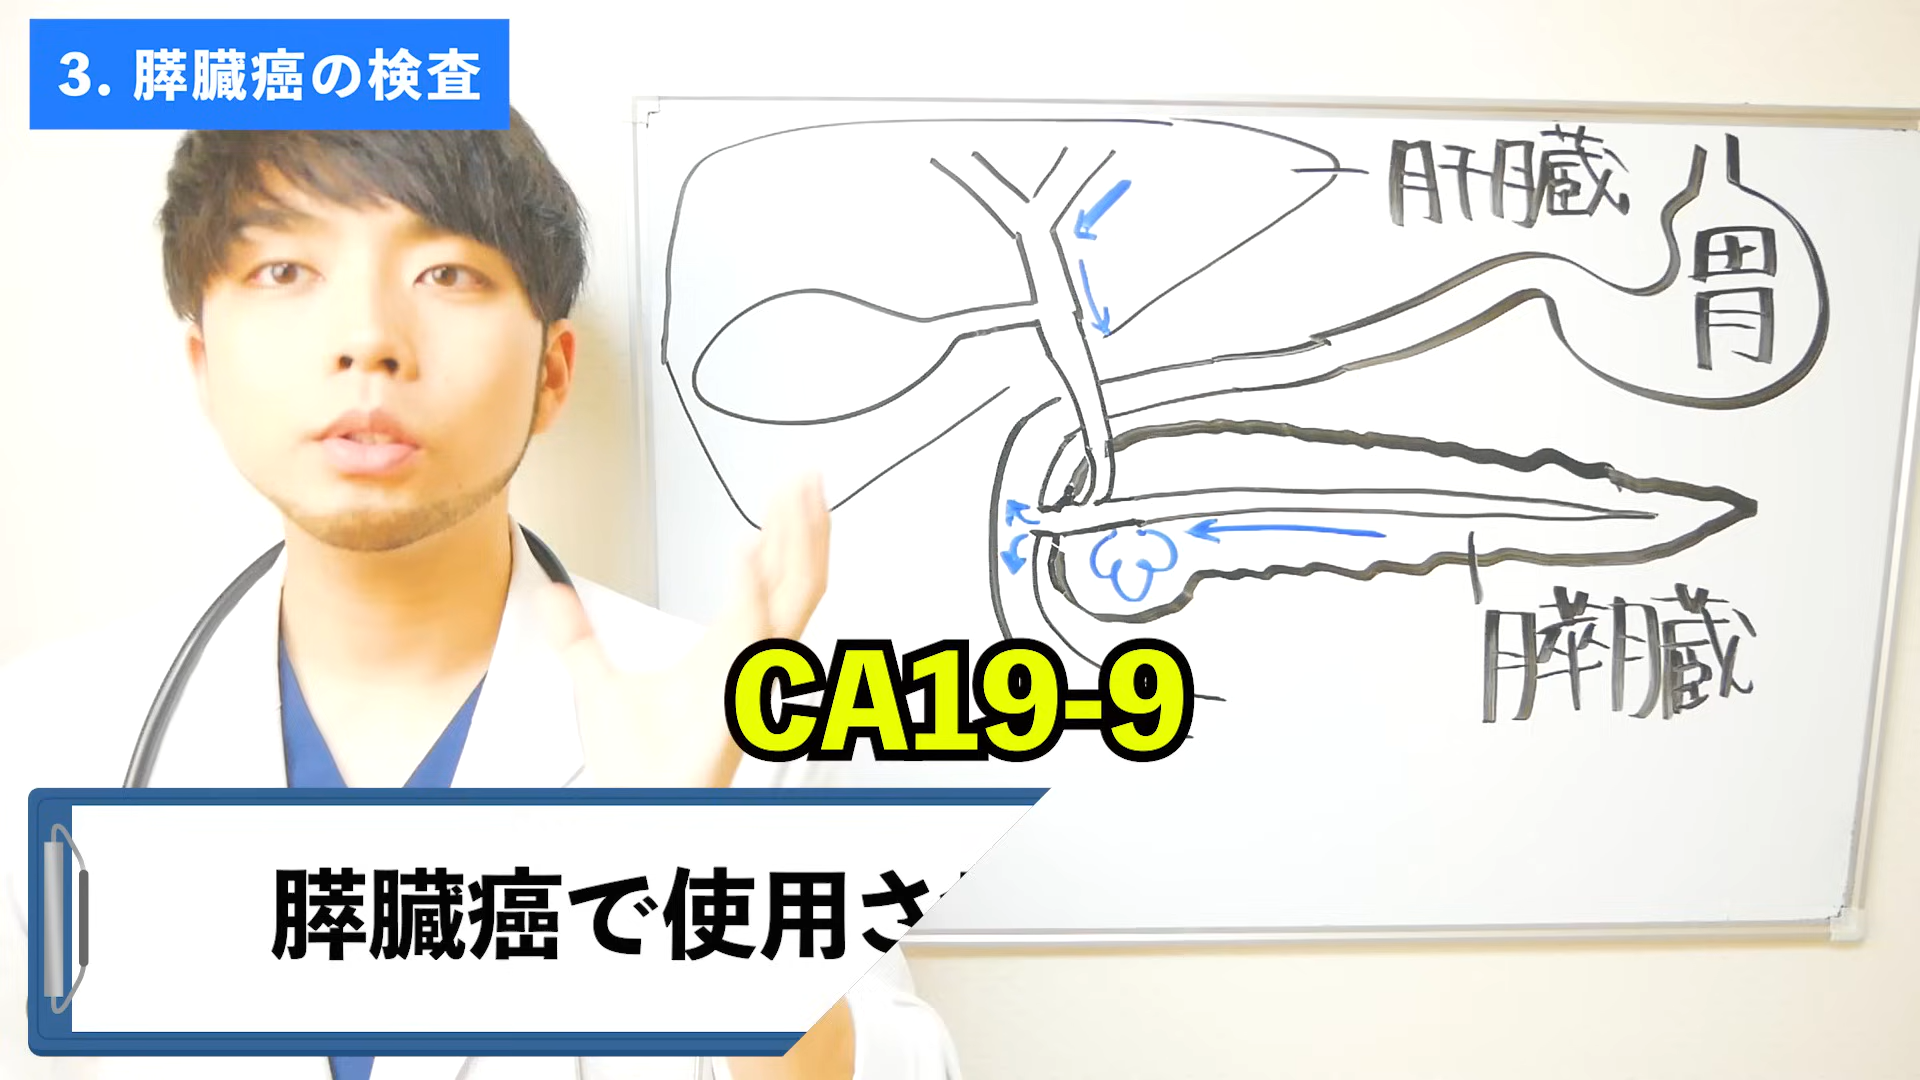 3. 膵臓癌の検査
肝臓
胃
膵臓
CA19-9
膵臓癌で使用さ